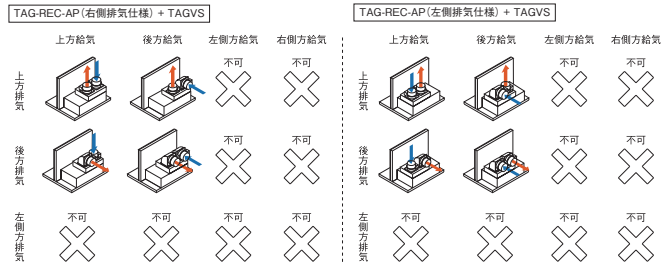 TAG-REC-AP(右側排気仕様) + TAGVS
上方給気 後方給気 左側方給気 右側方給気
上方排気 不可 不可
後方排気 不可 不可
左側方排気 不可 不可 不可 不可
TAG-REC-AP(左側排気仕様) + TAGVS
上方給気 後方給気 左側方給気 右側方給気
上方排気 不可 不可
後方排気 不可 不可
左側方排気 不可 不可 不可 不可